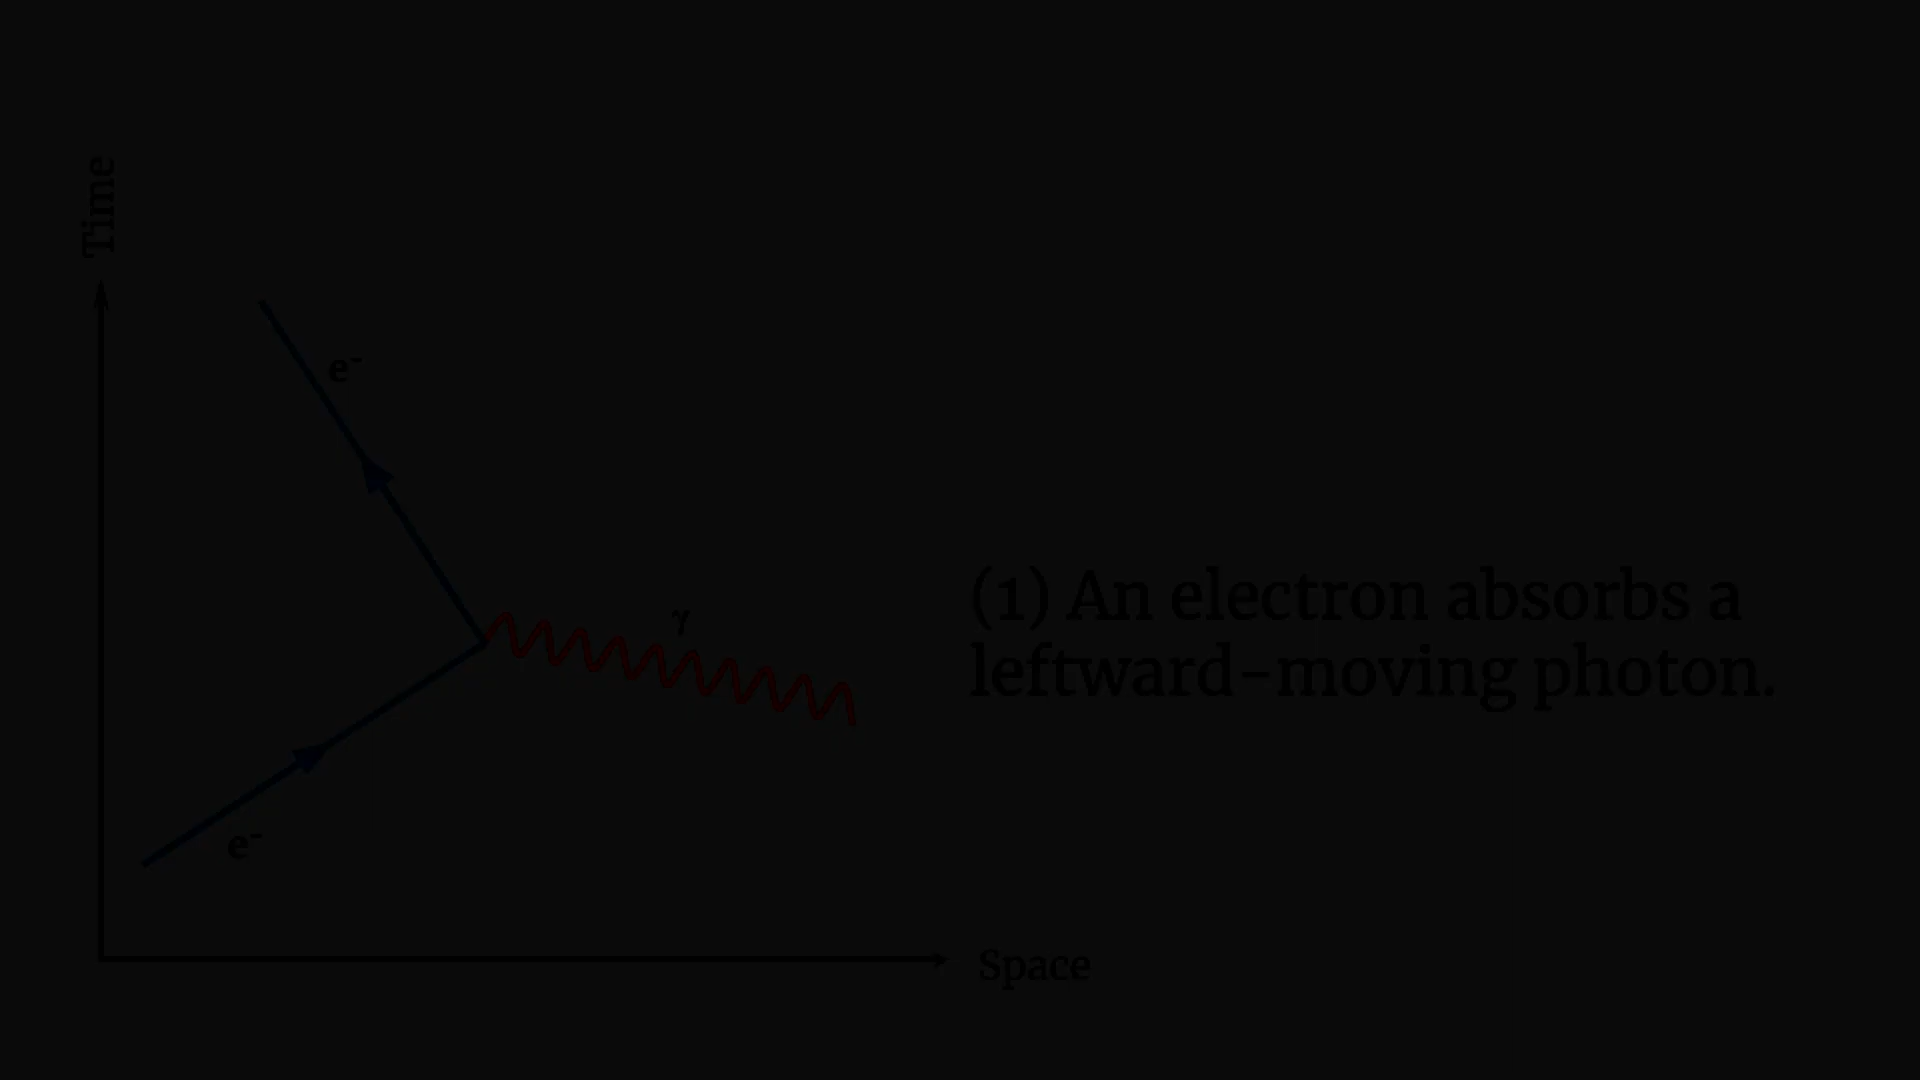 Time
e⁻
γ
(1) An electron absorbs a
leftward-moving photon.
e⁻
Space